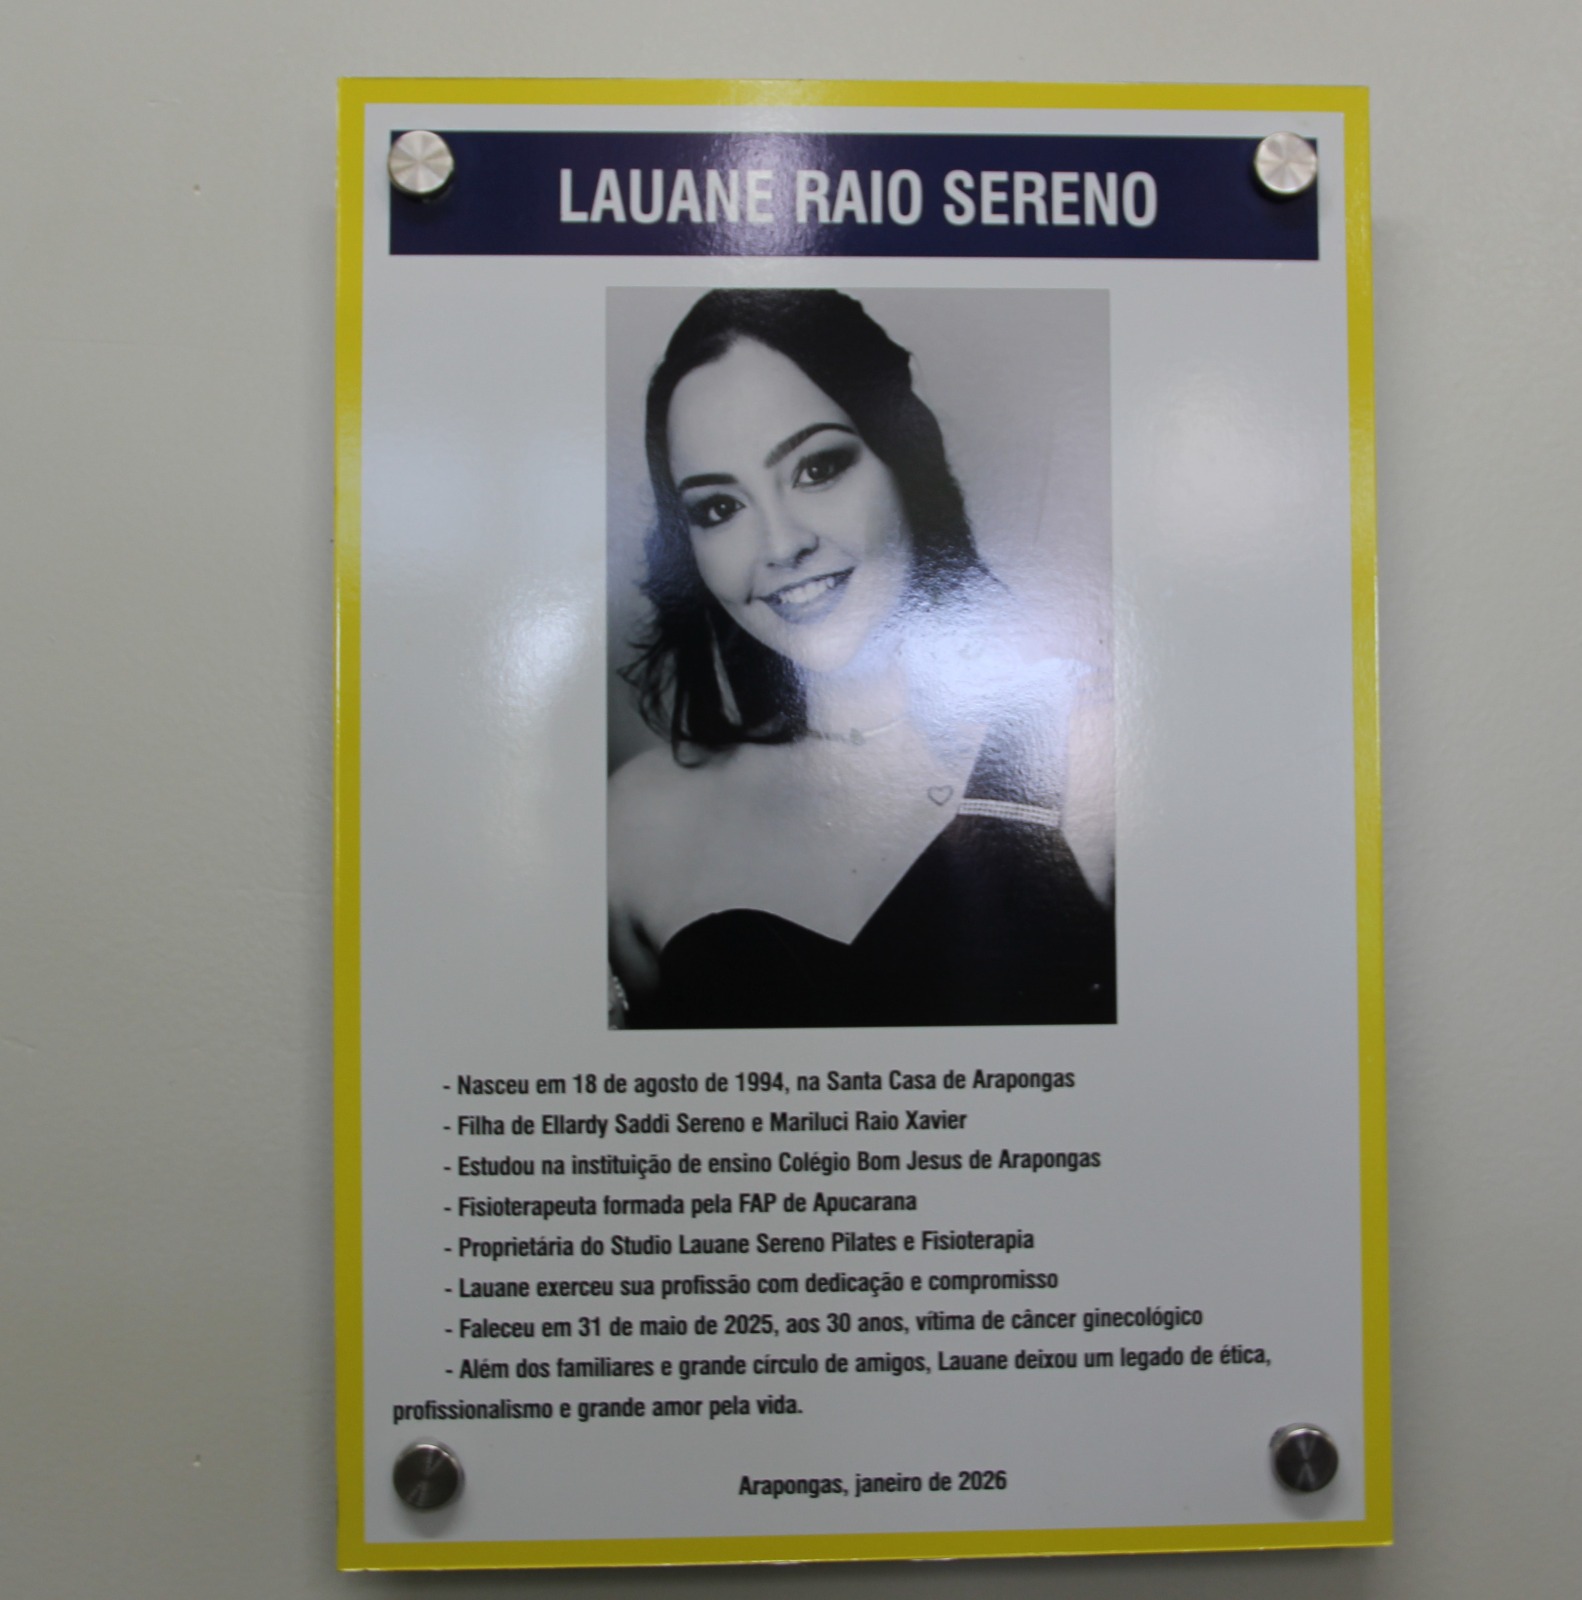 LAUANE RAIO SERENO
- Nasceu em 18 de agosto de 1994, na Santa Casa de Arapongas
- Filha de Ellardy Saddi Sereno e Mariluci Raio Xavier
- Estudou na instituição de ensino Colégio Bom Jesus de Arapongas
- Fisioterapeuta formada pela FAP de Apucarana
- Proprietária do Studio Lauane Sereno Pilates e Fisioterapia
- Lauane exerceu sua profissão com dedicação e compromisso
- Faleceu em 31 de maio de 2025, aos 30 anos, vítima de câncer ginecológico
- Além dos familiares e grande círculo de amigos, Lauane deixou um legado de ética,
profissionalismo e grande amor pela vida.
Arapongas, janeiro de 2026